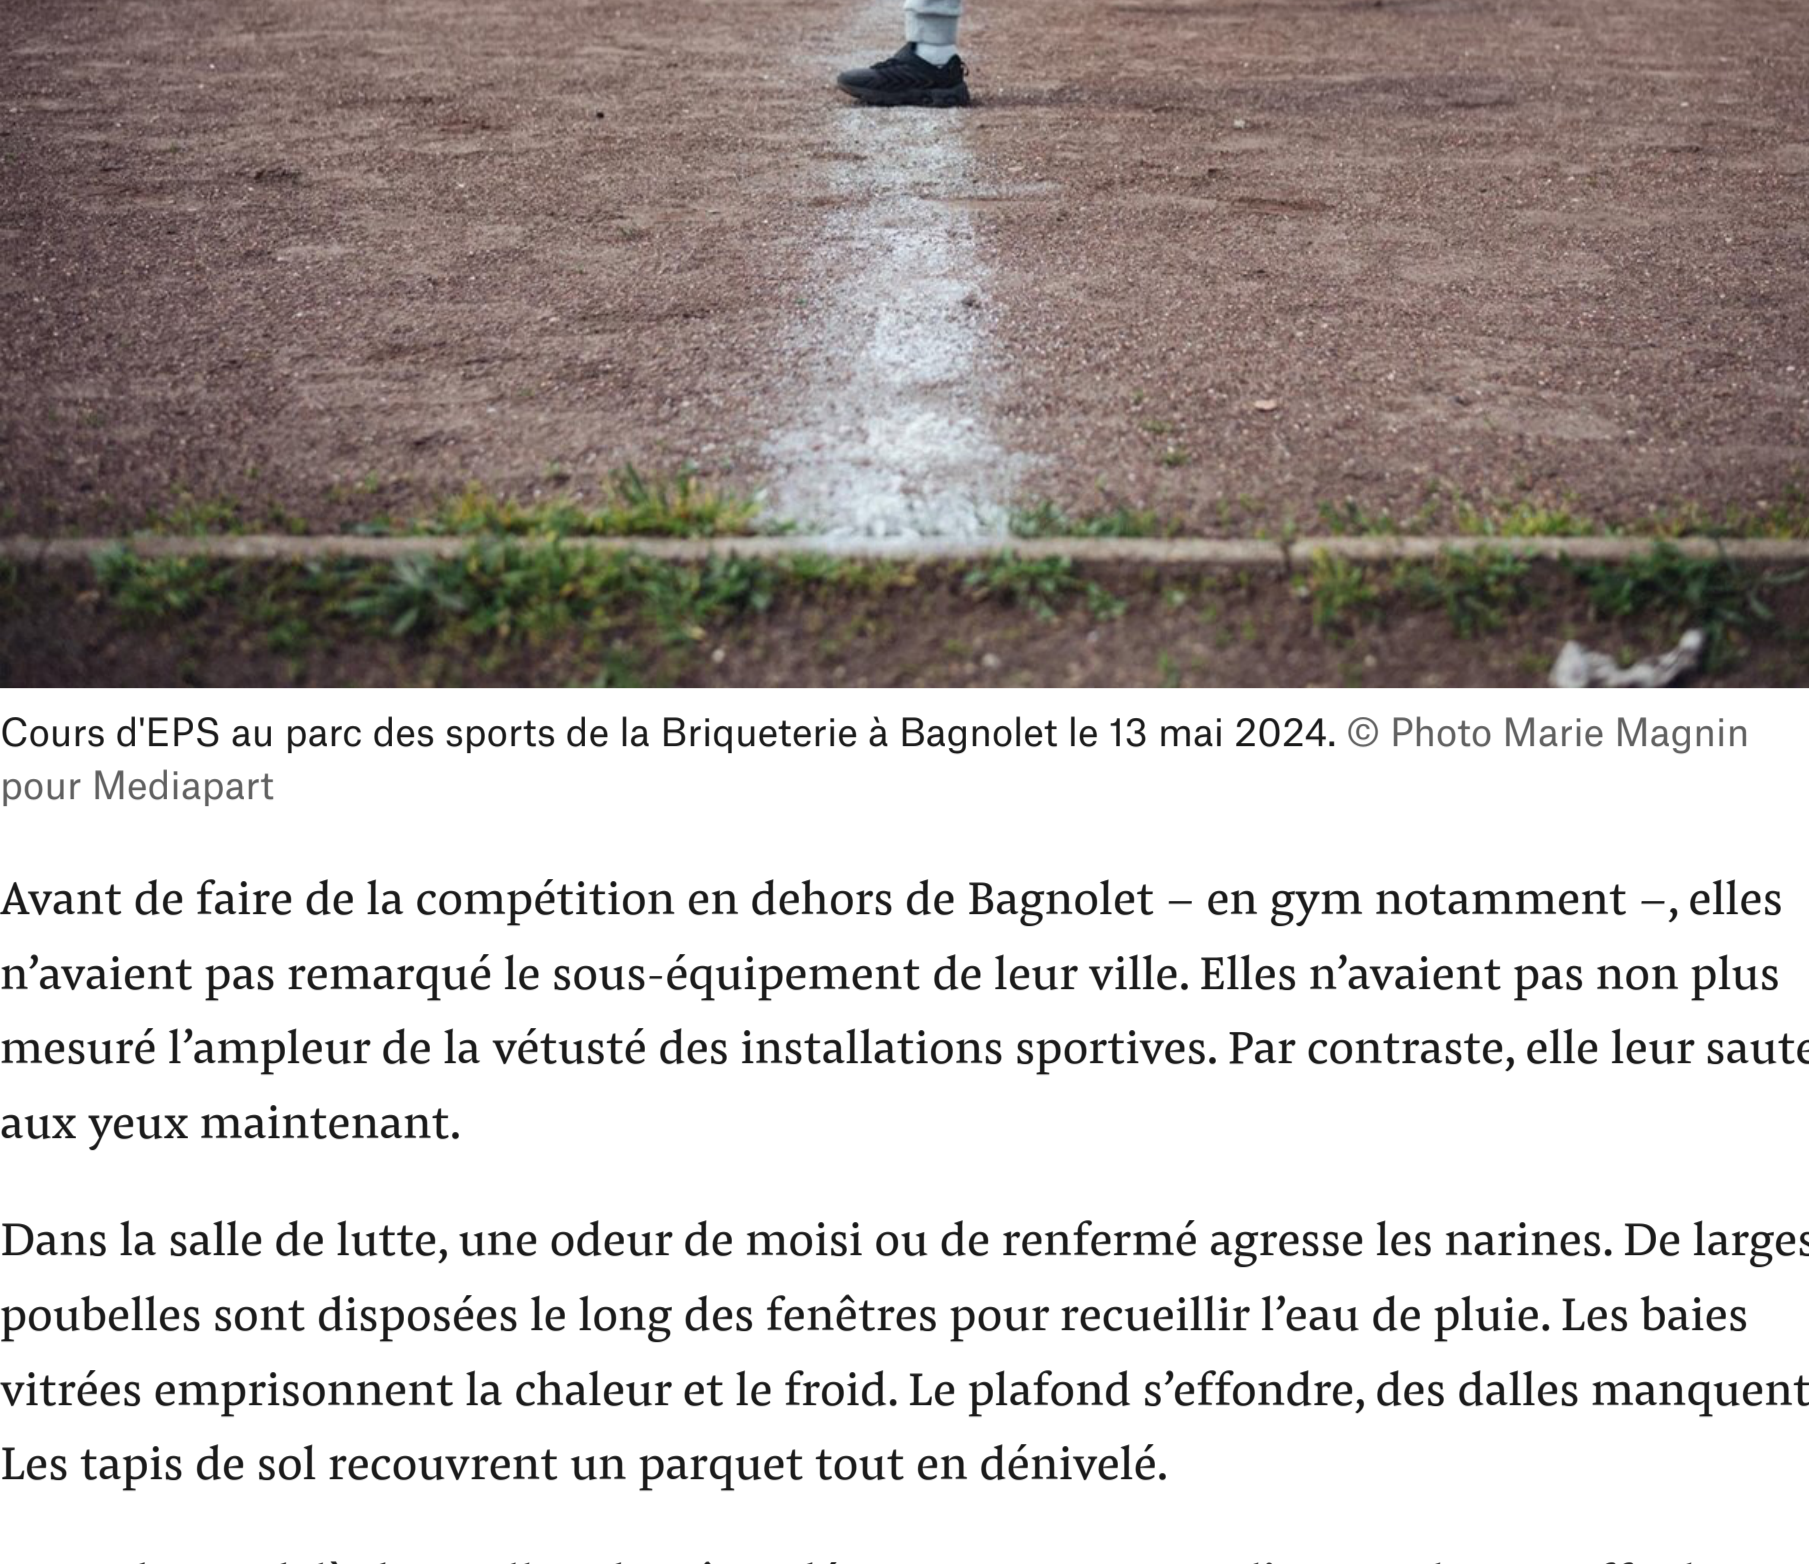 Cours d'EPS au parc des sports de la Briqueterie à Bagnolet le 13 mai 2024. © Photo Marie Magnin
pour Mediapart
Avant de faire de la compétition en dehors de Bagnolet – en gym notamment –, elles
n’avaient pas remarqué le sous-équipement de leur ville. Elles n’avaient pas non plus
mesuré l’ampleur de la vétusté des installations sportives. Par contraste, elle leur saute
aux yeux maintenant.
Dans la salle de lutte, une odeur de moisi ou de renfermé agresse les narines. De larges
poubelles sont disposées le long des fenêtres pour recueillir l’eau de pluie. Les baies
vitrées emprisonnent la chaleur et le froid. Le plafond s’effondre, des dalles manquent
Les tapis de sol recouvrent un parquet tout en dénivelé.